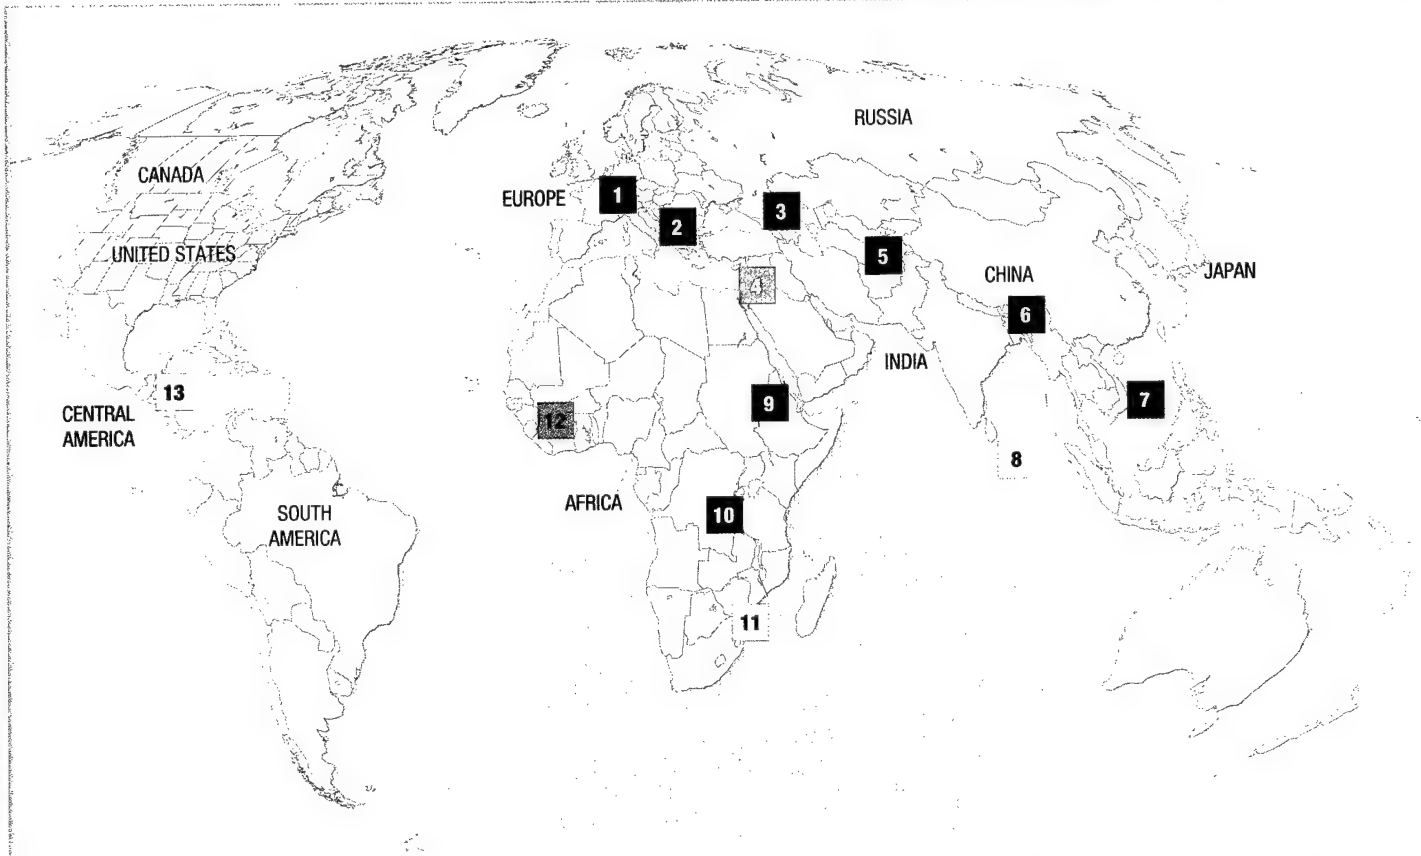 RUSSIA
CANADA
EUROPE
1
2
3
UNITED STATES
5
4
CHINA
JAPAN
6
INDIA
13
CENTRAL
AMERICA
12
9
7
8
AFRICA
10
SOUTH
AMERICA
11